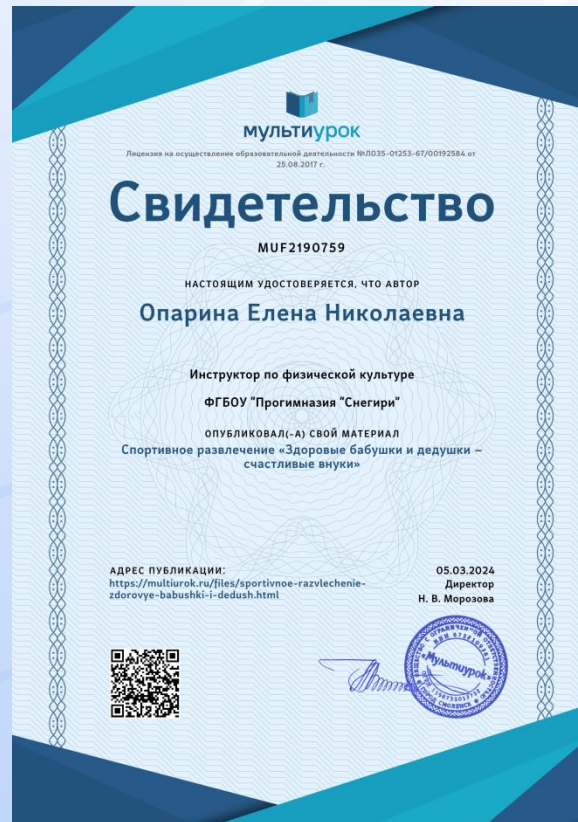 мультиурок
Лицензия на осуществление образовательной деятельности №Л035-01253-67/00192584 от
25.08.2017 г.
Свидетельство
MUF2190759
НАСТОЯЩИМ УДОСТОВЕРЯЕТСЯ, ЧТО АВТОР
Опарина Елена Николаевна
Инструктор по физической культуре
ФГБОУ "Прогимназия "Снегири"
ОПУБЛИКОВАЛ(-А) СВОЙ МАТЕРИАЛ
Спортивное развлечение «Здоровые бабушки и дедушки –
счастливые внуки»
АДРЕС ПУБЛИКАЦИИ:
https://multiurok.ru/files/sportivnoe-razvlechenie-
zdorovye-babushki-i-dedush.html
05.03.2024
Директор
Н. В. Морозова
«Мультиурок»